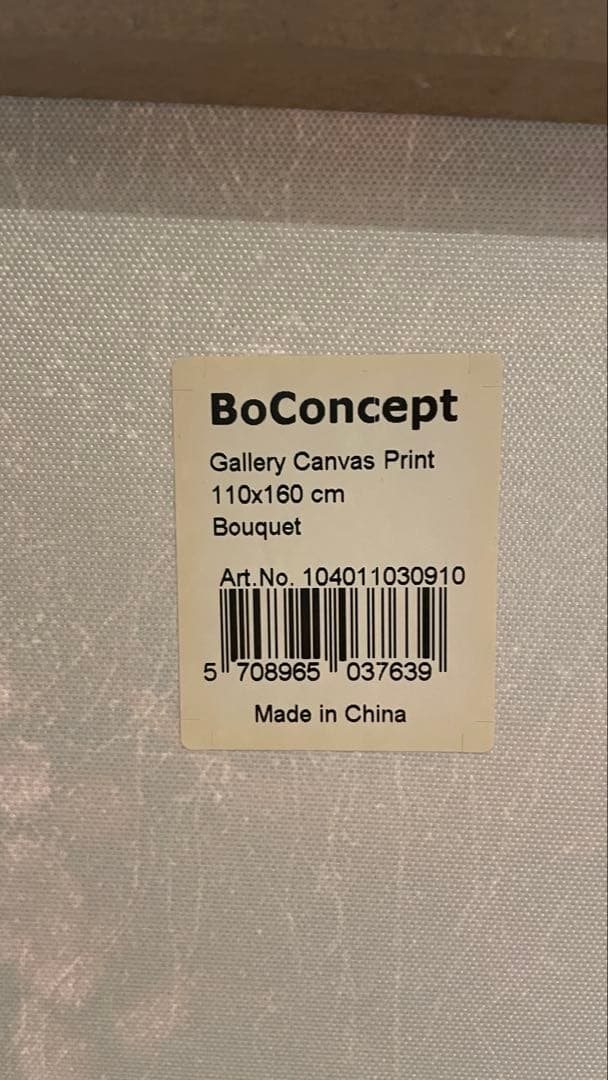 BoConcept
Gallery Canvas Print
110x160 cm
Bouquet
Art.No. 104011030910
5 708965 037639
Made in China